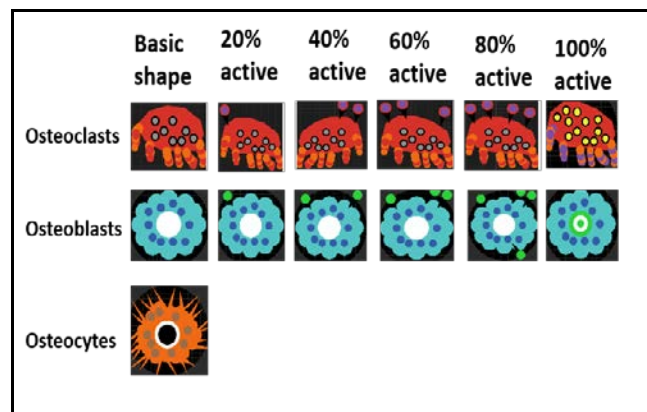 Basic 20% 40% 60% 80% 100%
shape active active active active active
Osteoclasts
Osteoblasts
Osteocytes